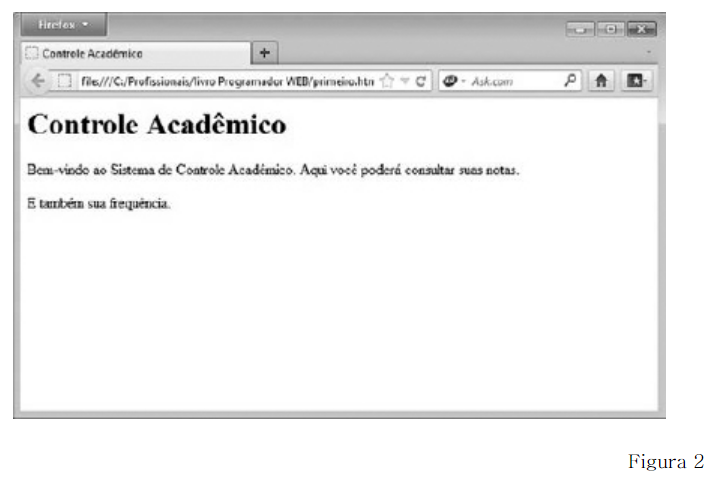 Firefox
Controle Acadêmico
file:///C:/Profissionais/livro Programador WEB/primeiro.htm
Ask.com
Controle Acadêmico
Bem-vindo ao Sistema de Controle Acadêmico. Aqui você poderá consultar suas notas.
E também sua frequência.
Figura 2